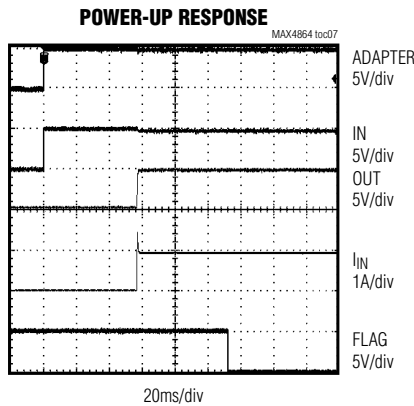 POWER-UP RESPONSE
MAX4864 toc07
ADAPTER
5V/div
IN
5V/div
OUT
5V/div
IIN
1A/div
FLAG
5V/div
20ms/div